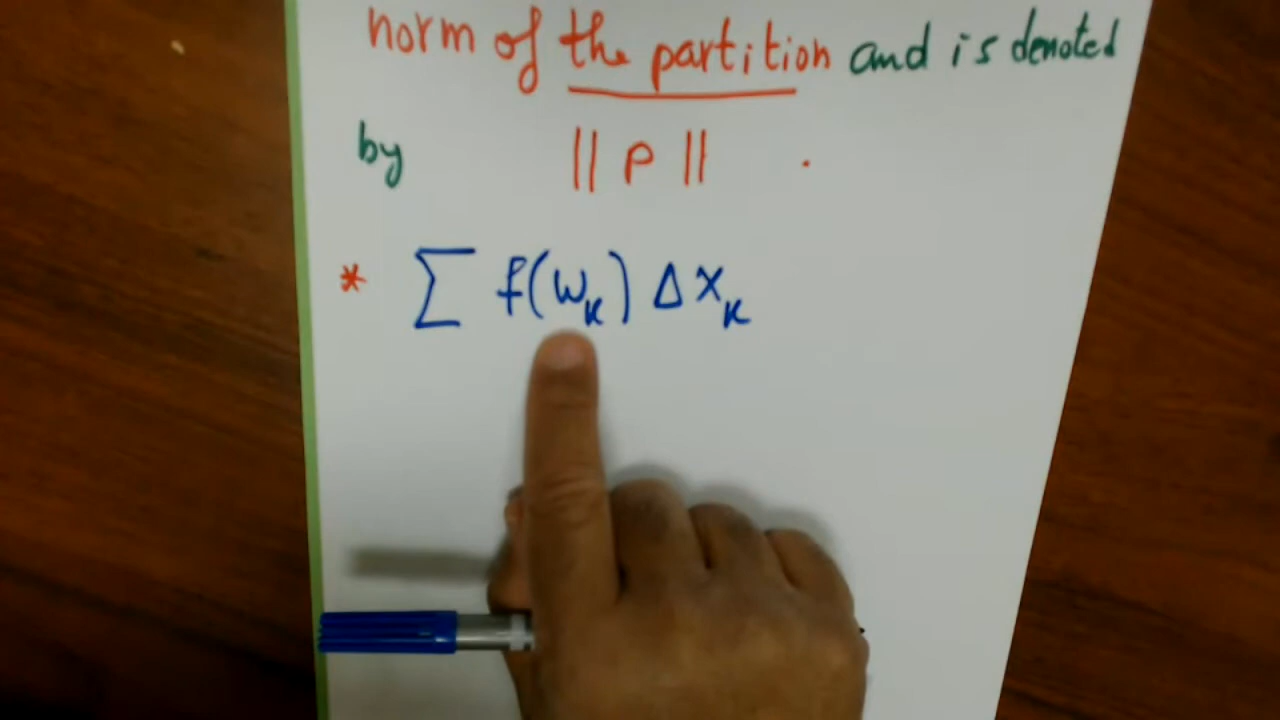 norm of the partition and is denoted
by || P || .
* ∑ f(w_k) Δx_k